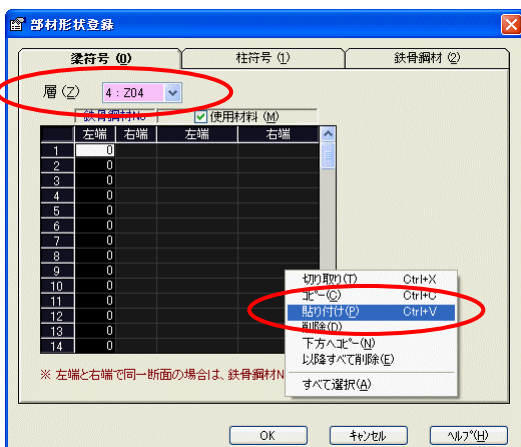 部材形状登録
梁符号 (0) 柱符号 (1) 鉄骨鋼材 (2)
層 (Z) 4 : Z04
鉄骨鋼材No 使用材料 (M)
左端 右端 左端 右端
1 0
2 0
3 0
4 0
5 0
6 0
7 0
8 0
9 0
10 0
11 0
12 0
13 0
14 0
切り取り(T) Ctrl+X
コピー(C) Ctrl+C
貼り付け(P) Ctrl+V
削除(D)
下方へコピー(N)
以降すべて削除(E)
すべて選択(A)
※ 左端と右端で同一断面の場合は、鉄骨鋼材N
OK キャンセル ヘルプ(H)